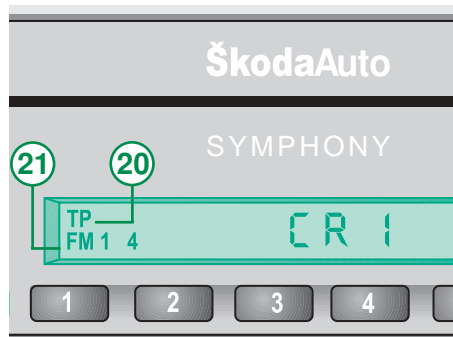 ŠkodaAuto
SYMPHONY
21 20
TP
FM 1 4 CR 1
1 2 3 4